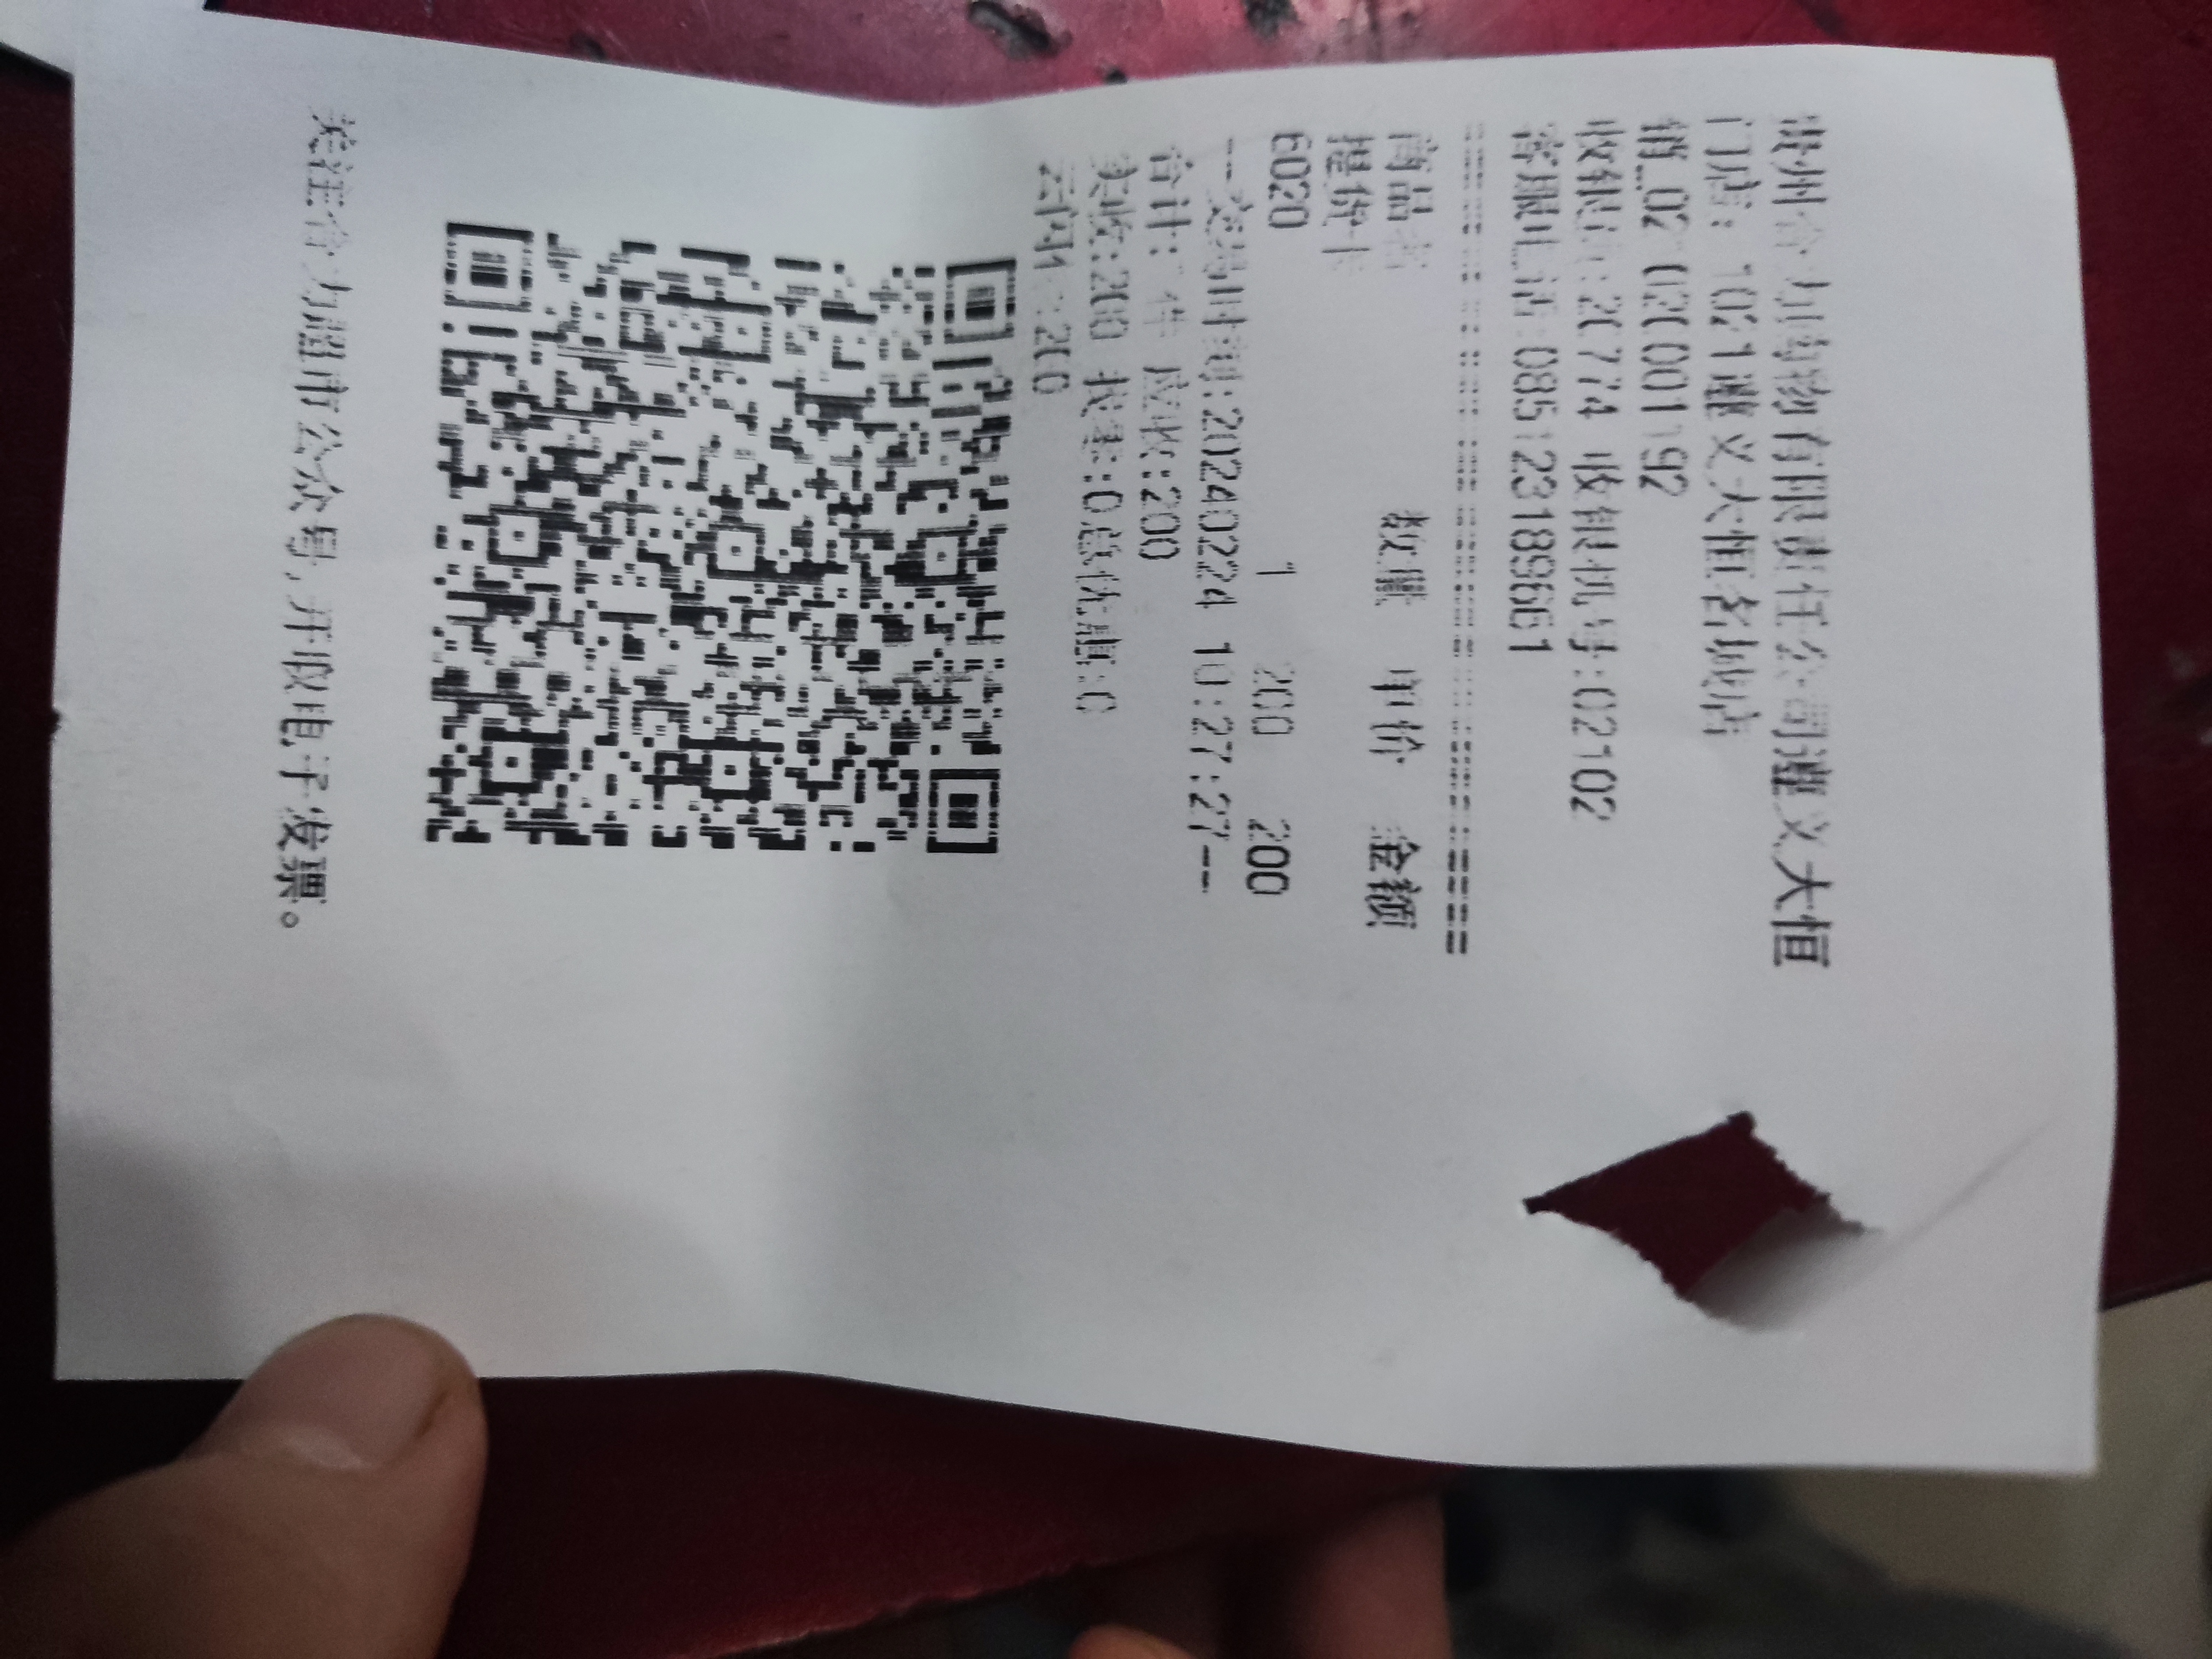 贵州合力购物有限责任公司遵义大恒
门店: 1021遵义大恒名城店
销_02 020001192
收银员:20774 收银机号:02102
客服电话:085123189661
商品名 数量 单价 金额
提货卡
6020 1 200 200
--交易时间:20240224 10:27:27--
合计:1件 应收:200
实收:200 找零:0总优惠:0
:200
关注合力超市公众号,开取电子发票。